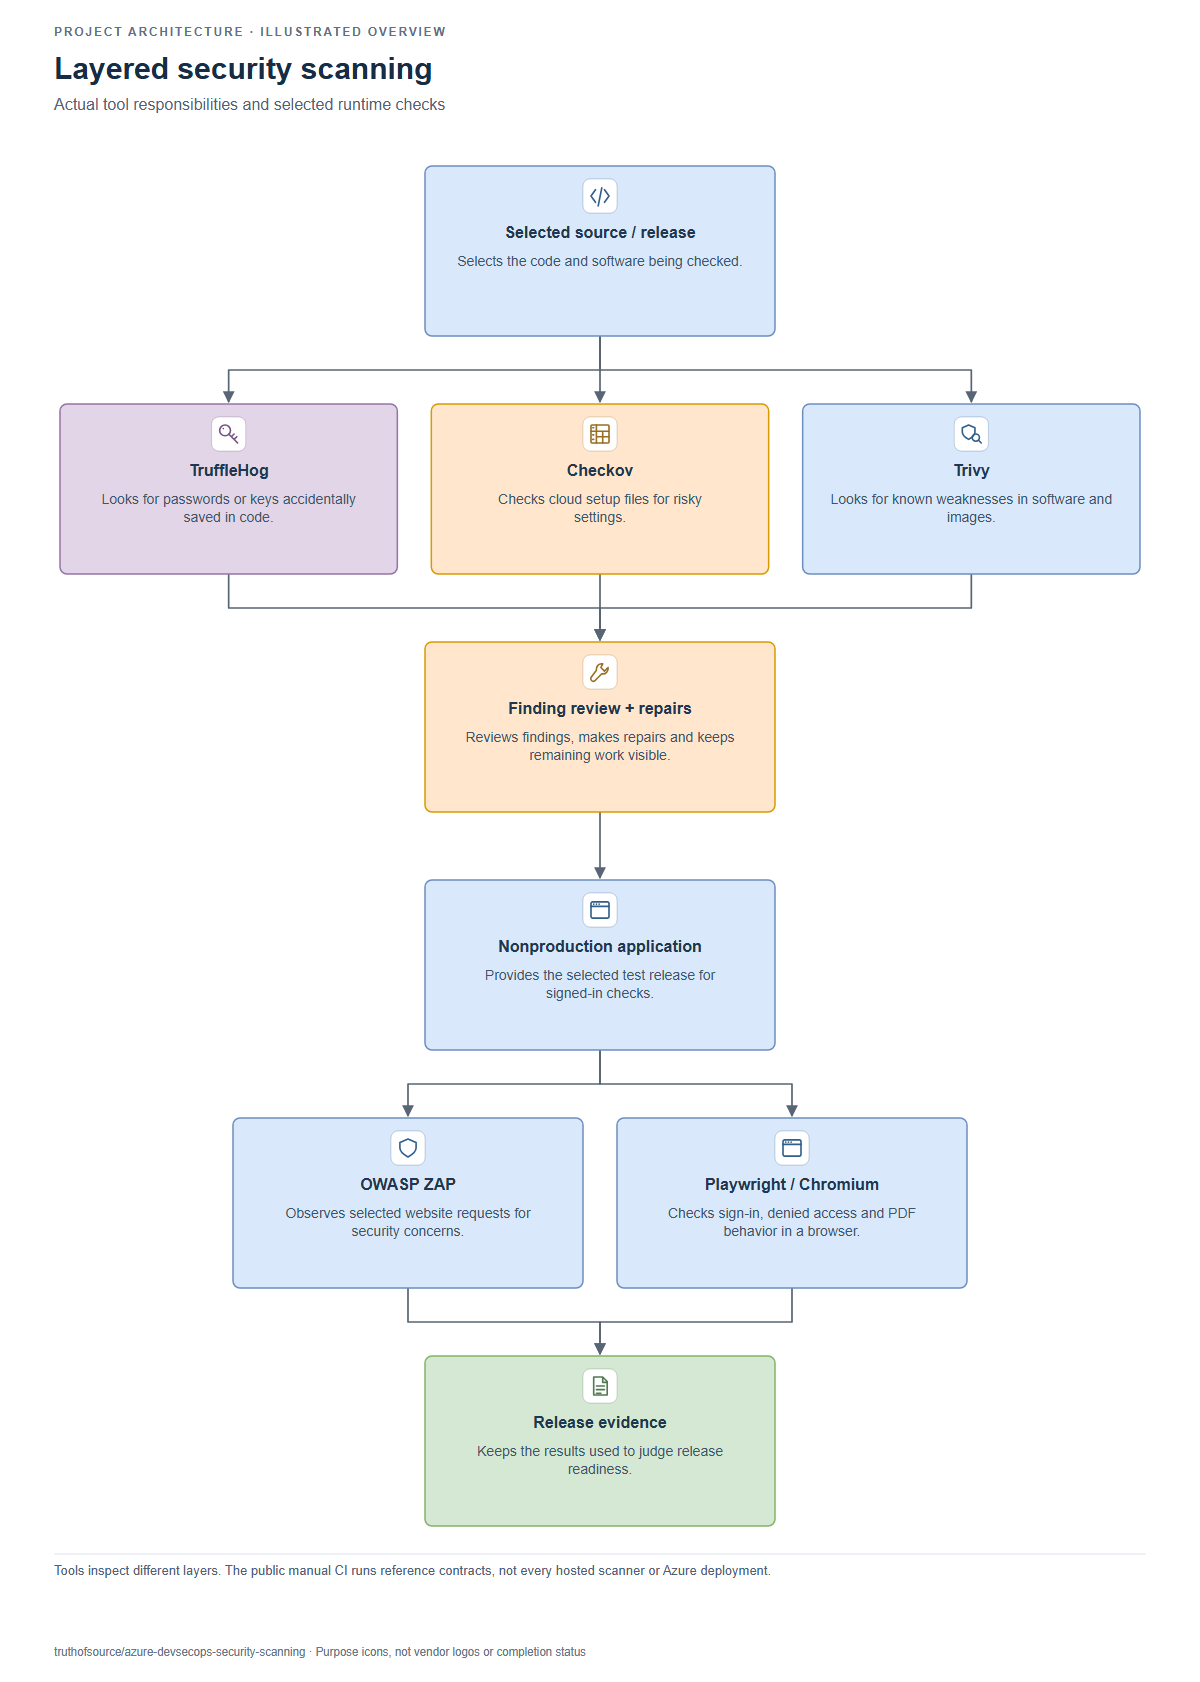 PROJECT ARCHITECTURE · ILLUSTRATED OVERVIEW
Layered security scanning
Actual tool responsibilities and selected runtime checks
Selected source / release
Selects the code and software being checked.
TruffleHog
Looks for passwords or keys accidentally
saved in code.
Checkov
Checks cloud setup files for risky
settings.
Trivy
Looks for known weaknesses in software and
images.
Finding review + repairs
Reviews findings, makes repairs and keeps
remaining work visible.
Nonproduction application
Provides the selected test release for
signed-in checks.
OWASP ZAP
Observes selected website requests for
security concerns.
Playwright / Chromium
Checks sign-in, denied access and PDF
behavior in a browser.
Release evidence
Keeps the results used to judge release
readiness.
Tools inspect different layers. The public manual CI runs reference contracts, not every hosted scanner or Azure deployment.
truthofsource/azure-devsecops-security-scanning · Purpose icons, not vendor logos or completion status